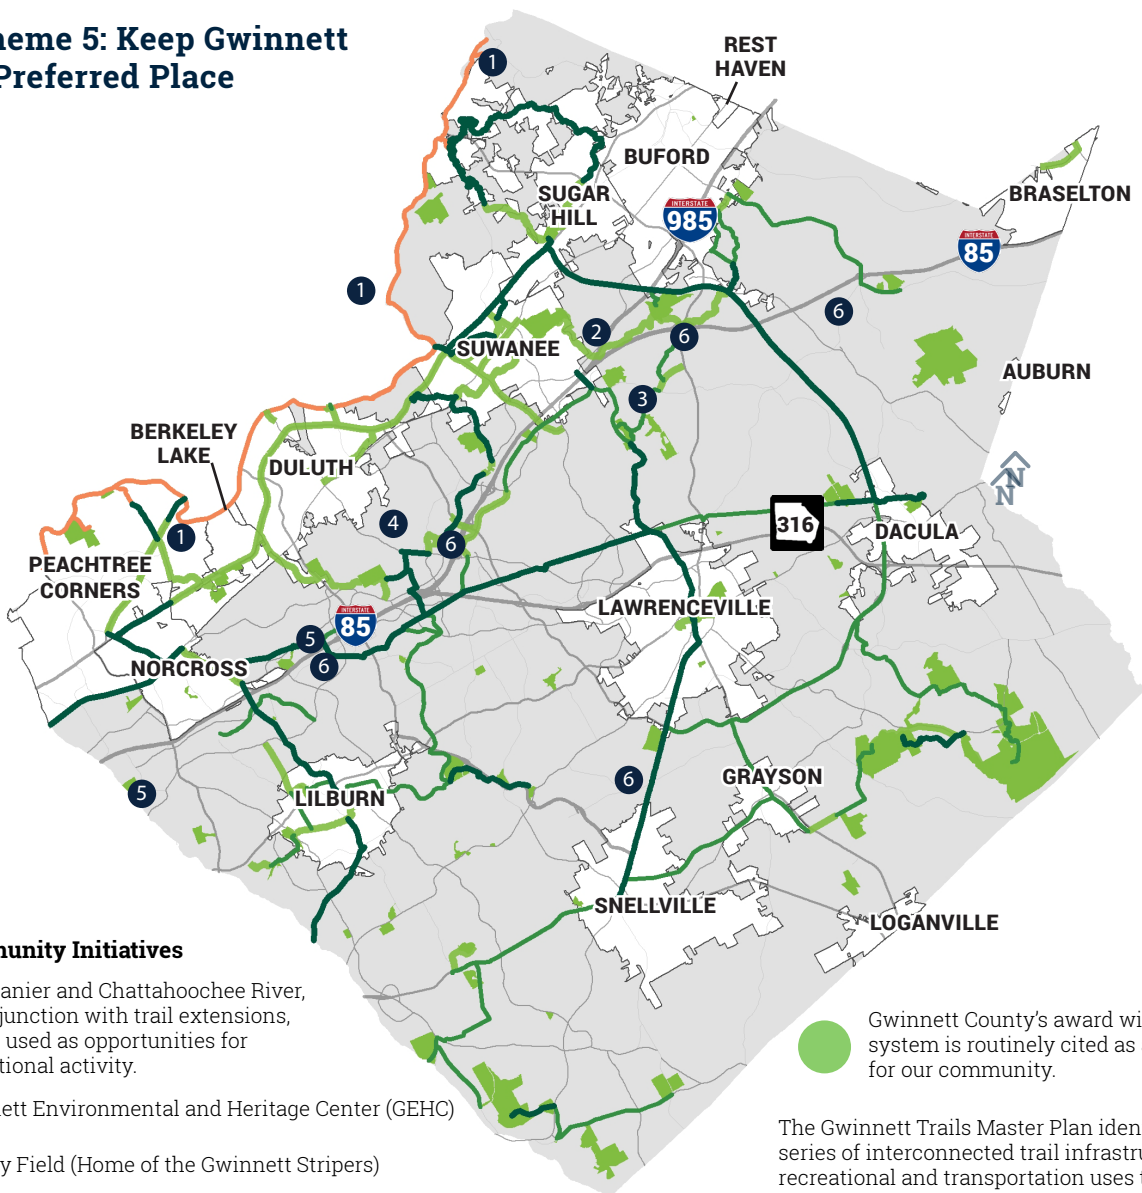 heme 5: Keep Gwinnett
Preferred Place
REST
HAVEN
1
BUFORD
BRASELTON
SUGAR
HILL
INTERSTATE
985
INTERSTATE
85
1
6
2
6
SUWANEE
AUBURN
3
BERKELEY
LAKE
DULUTH
N
N
4
316
1
6
DACULA
PEACHTREE
CORNERS
LAWRENCEVILLE
INTERSTATE
85
5
6
NORCROSS
6
GRAYSON
5
LILBURN
SNELLVILLE
LOGANVILLE
munity Initiatives
anier and Chattahoochee River,
junction with trail extensions,
used as opportunities for
tional activity.
ett Environmental and Heritage Center (GEHC)
y Field (Home of the Gwinnett Stripers)
Gwinnett County's award wi
system is routinely cited as
for our community.
The Gwinnett Trails Master Plan iden
series of interconnected trail infrastru
recreational and transportation uses t